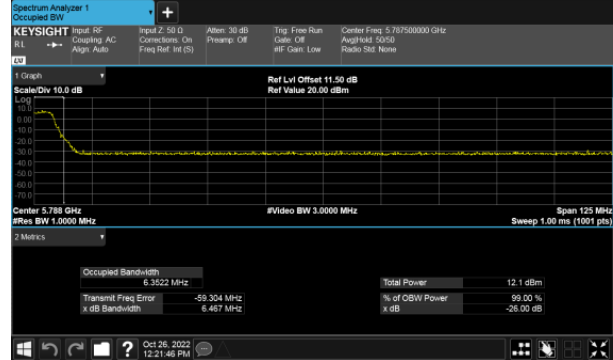 Spectrum Analyzer 1
Occupied BW
+
KEYSIGHT
Input: RF
Coupling: AC
Align: Auto
Input Z: 50 Ω
Corrections: On
Freq Ref: Int (S)
Atten: 30 dB
Preamp: Off
Trig: Free Run
Gate: Off
#IF Gain: Low
Center Freq: 5.787500000 GHz
Avg|Hold: 50/50
Radio Std: None
RL
LXI
1 Graph
Scale/Div 10.0 dB
Ref Lvl Offset 11.50 dB
Ref Value 20.00 dBm
Log
10.0
0.00
-10.0
-20.0
-30.0
-40.0
-50.0
-60.0
-70.0
Center 5.788 GHz
#Res BW 1.0000 MHz
#Video BW 3.0000 MHz
Span 125 MHz
Sweep 1.00 ms (1001 pts)
2 Metrics
Occupied Bandwidth
6.3522 MHz
Total Power 12.1 dBm
Transmit Freq Error -59.304 MHz
% of OBW Power 99.00 %
x dB Bandwidth 6.467 MHz
x dB -26.00 dB
?
Oct 26, 2022
12:21:46 PM